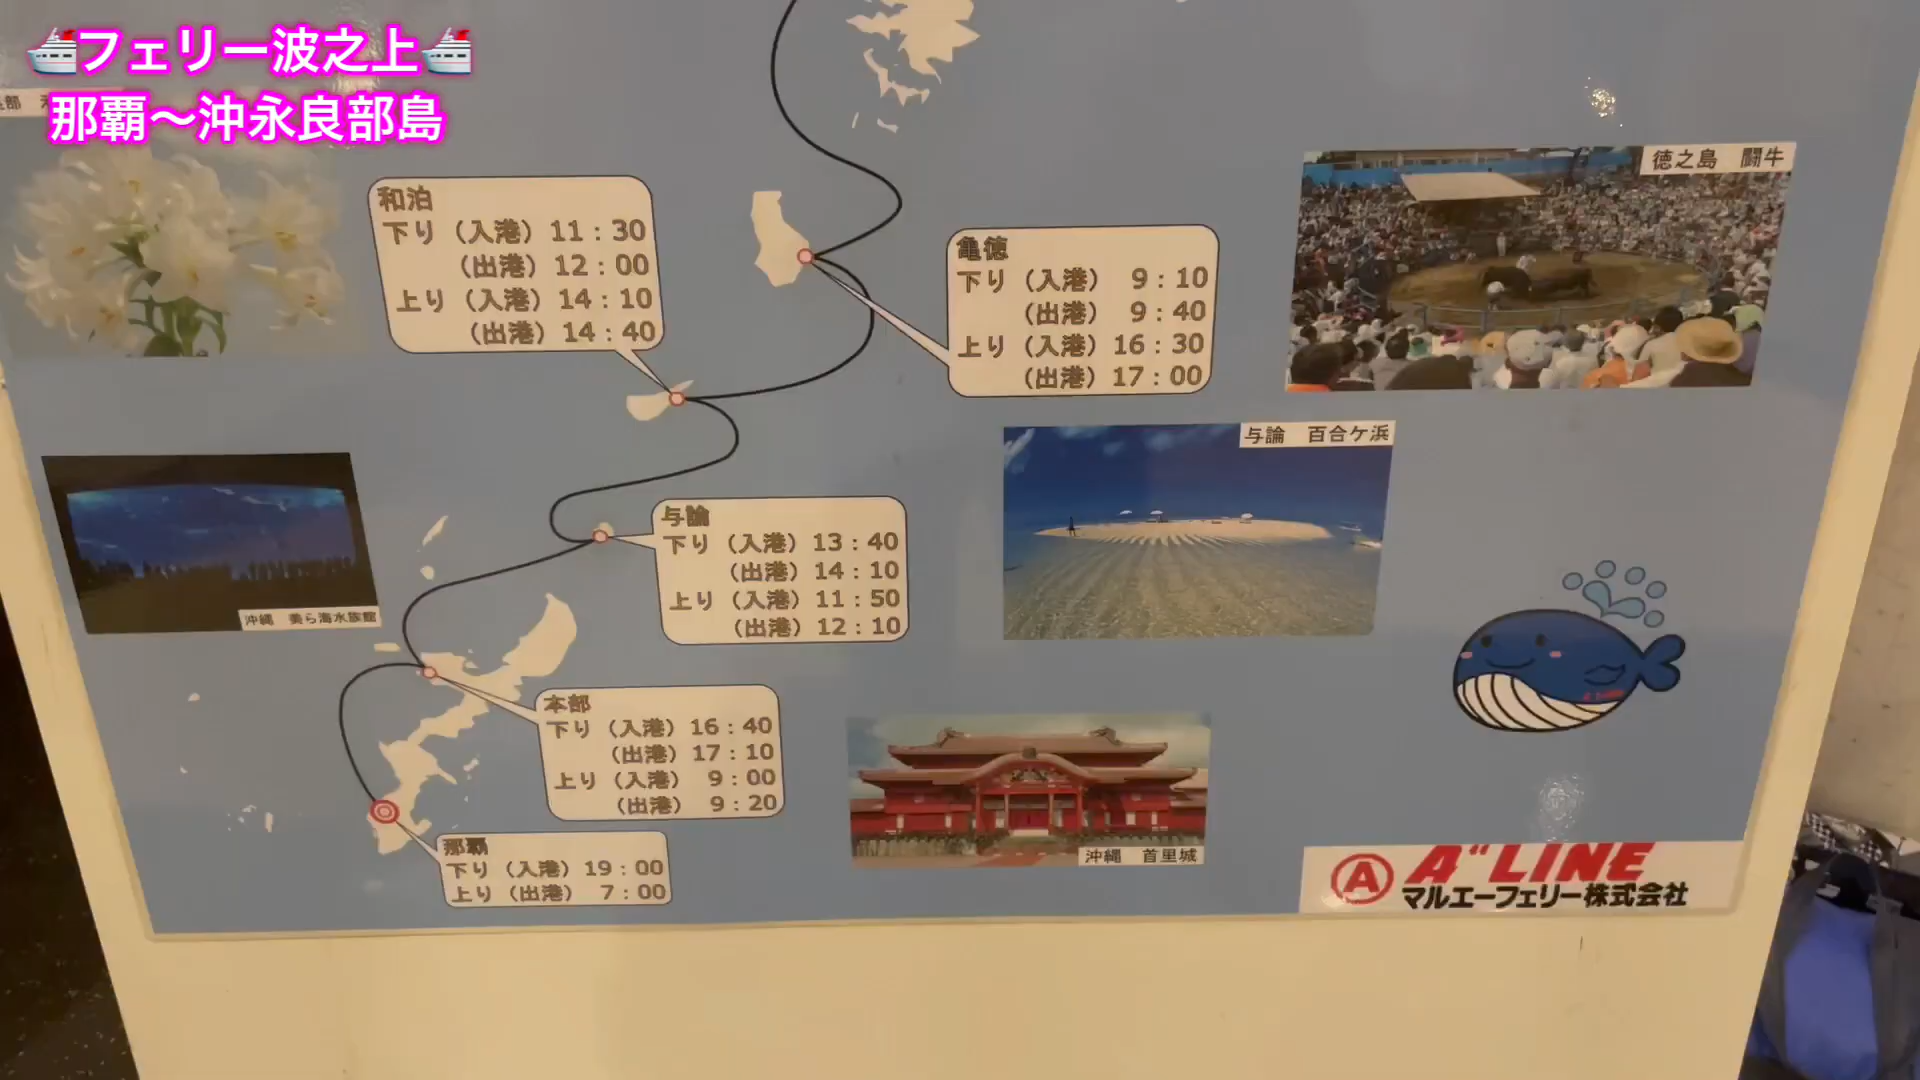 フェリー波之上
那覇～沖永良部島
和泊
下り（入港）11：30
（出港）12：00
上り（入港）14：10
（出港）14：40
亀徳
下り（入港）9：10
（出港）9：40
上り（入港）16：30
（出港）17：00
徳之島　闘牛
与論　百合ケ浜
与論
下り（入港）13：40
（出港）14：10
上り（入港）11：50
（出港）12：10
沖縄　美ら海水族館
本部
下り（入港）16：40
（出港）17：10
上り（入港）9：00
（出港）9：20
那覇
下り（入港）19：00
上り（出港）7：00
沖縄　首里城
A A"LINE
マルエーフェリー株式会社